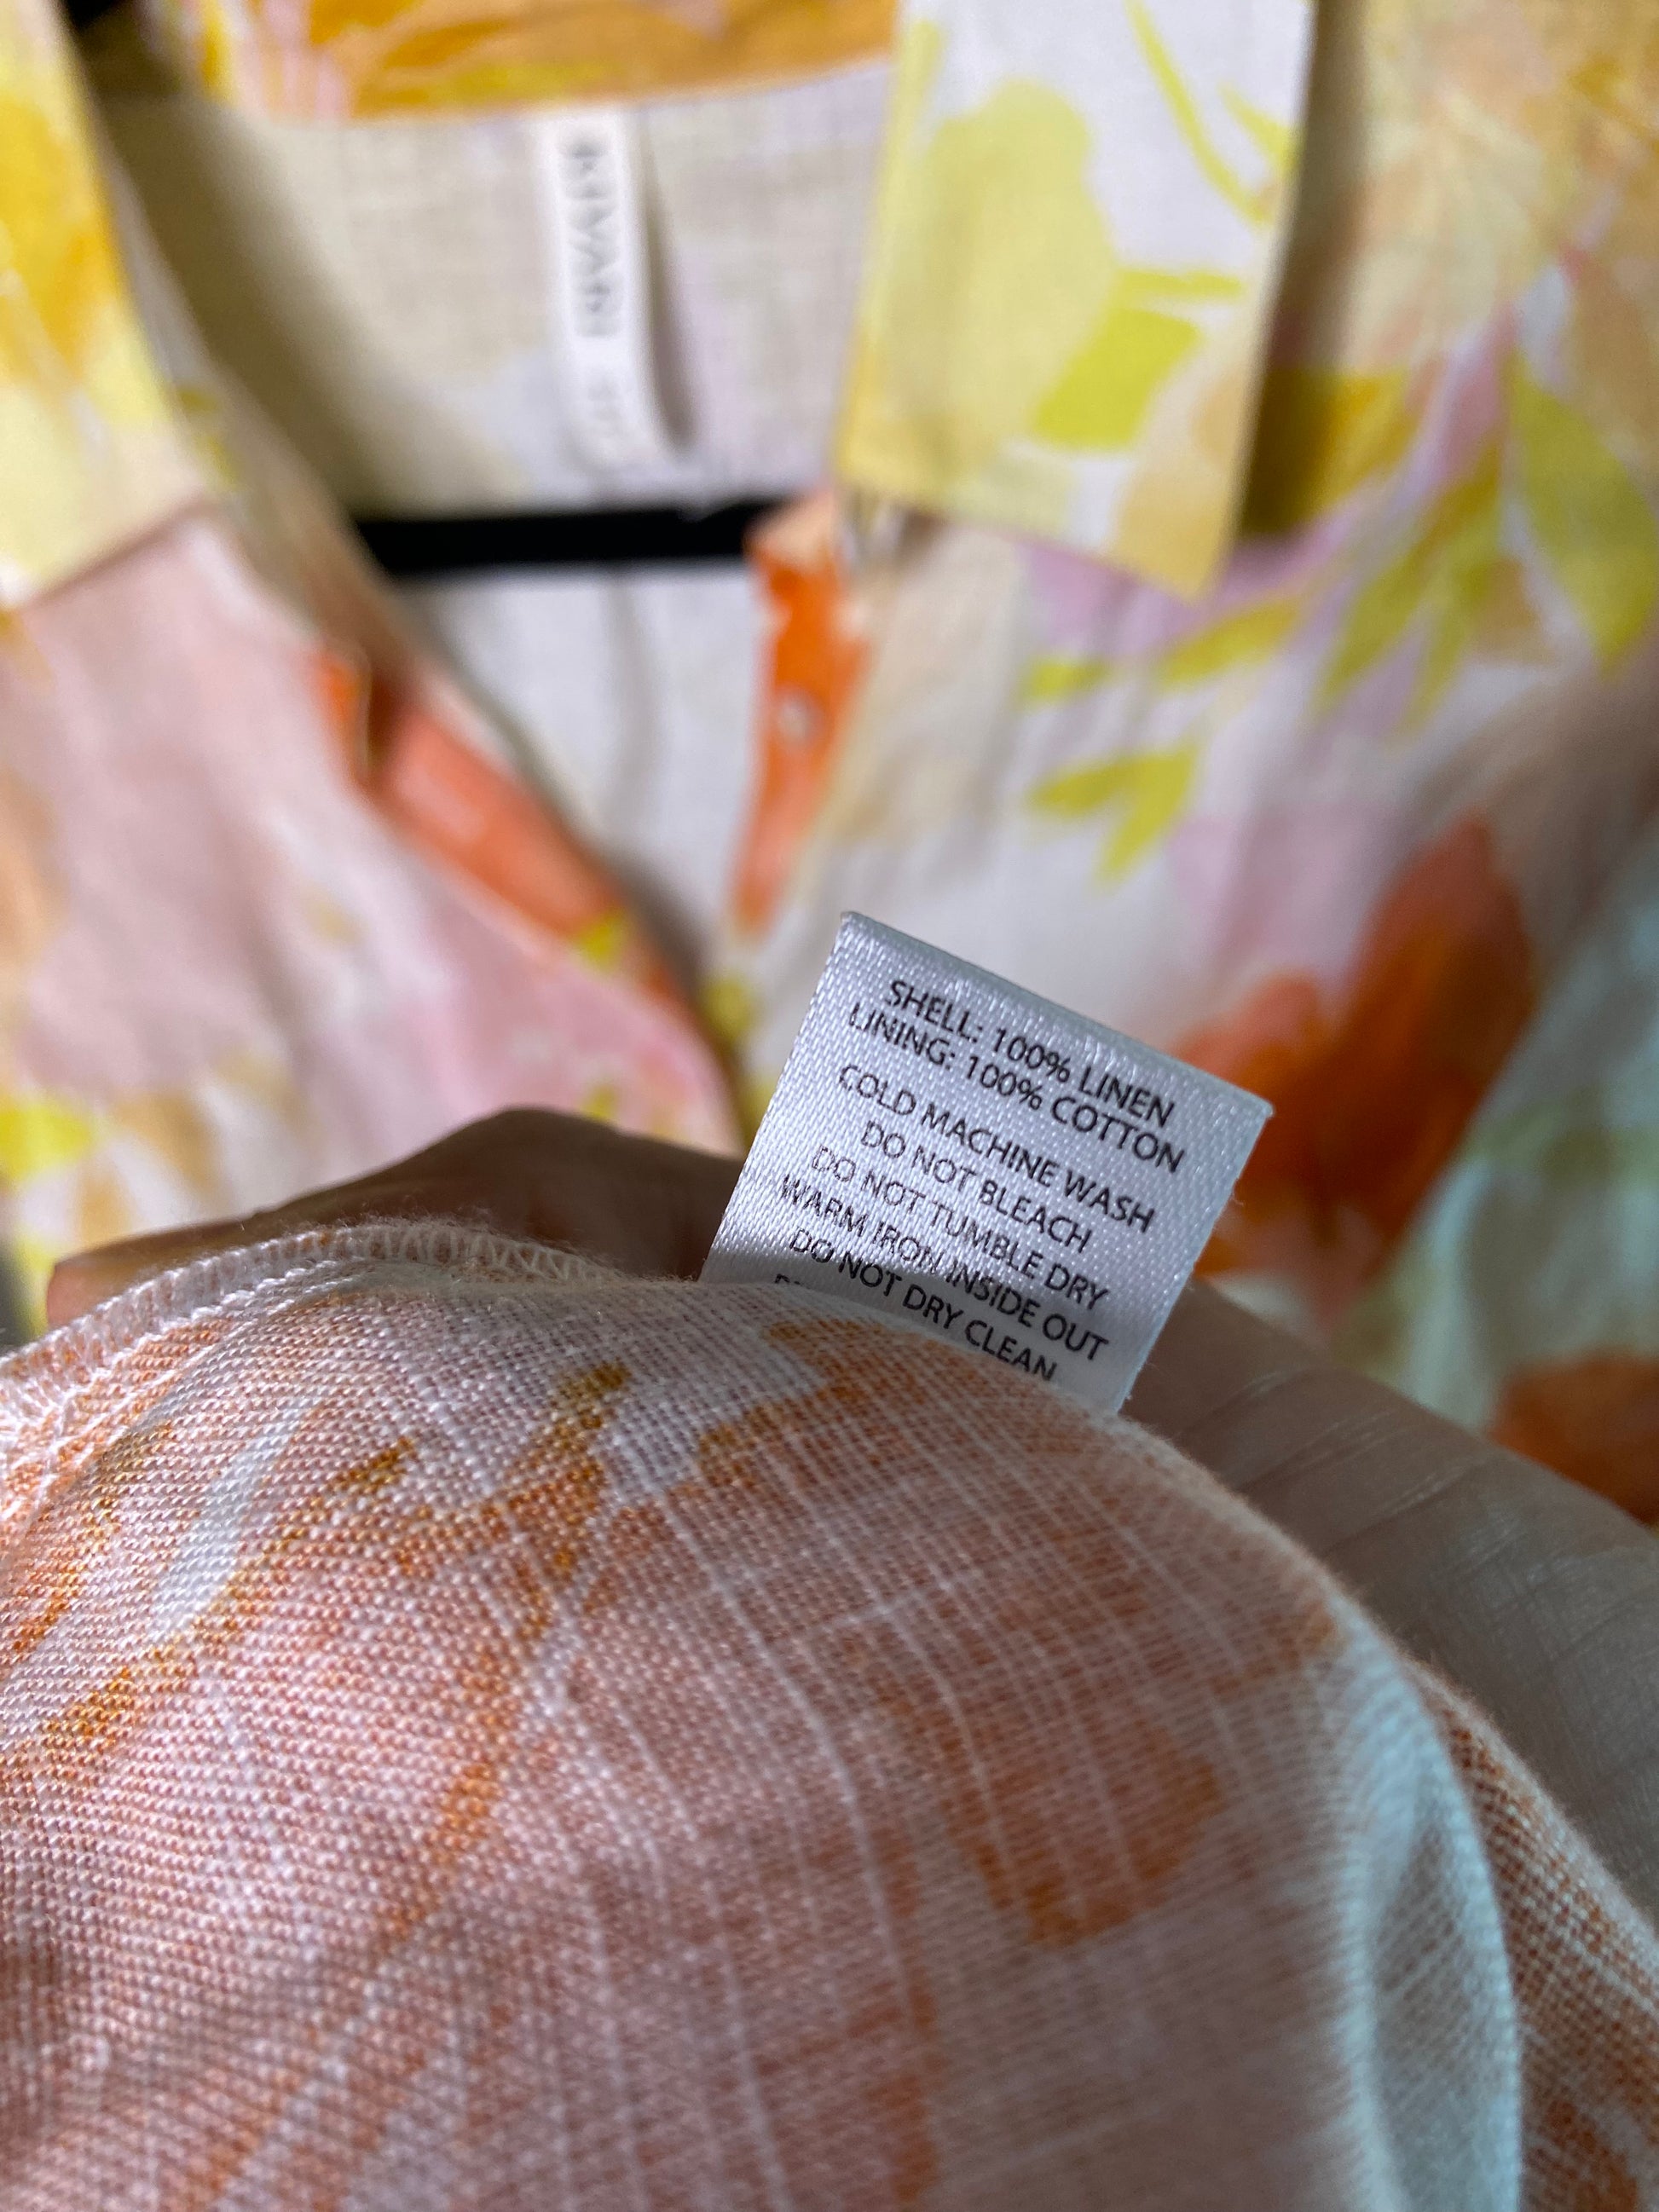 SHELL: 100% LINEN
LINING: 100% COTTON
COLD MACHINE WASH
DO NOT BLEACH
DO NOT TUMBLE DRY
WARM IRON INSIDE OUT
DO NOT DRY CLEAN